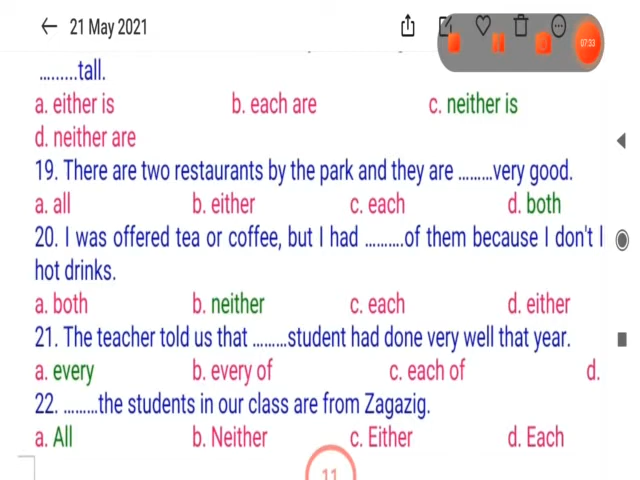 21 May 2021
07:33
.........tall.
a. either is b. each are c. neither is
d. neither are
19. There are two restaurants by the park and they are .........very good.
a. all b. either c. each d. both
20. I was offered tea or coffee, but I had ..........of them because I don't l
hot drinks.
a. both b. neither c. each d. either
21. The teacher told us that .........student had done very well that year.
a. every b. every of c. each of d.
22. .........the students in our class are from Zagazig.
a. All b. Neither c. Either d. Each
11